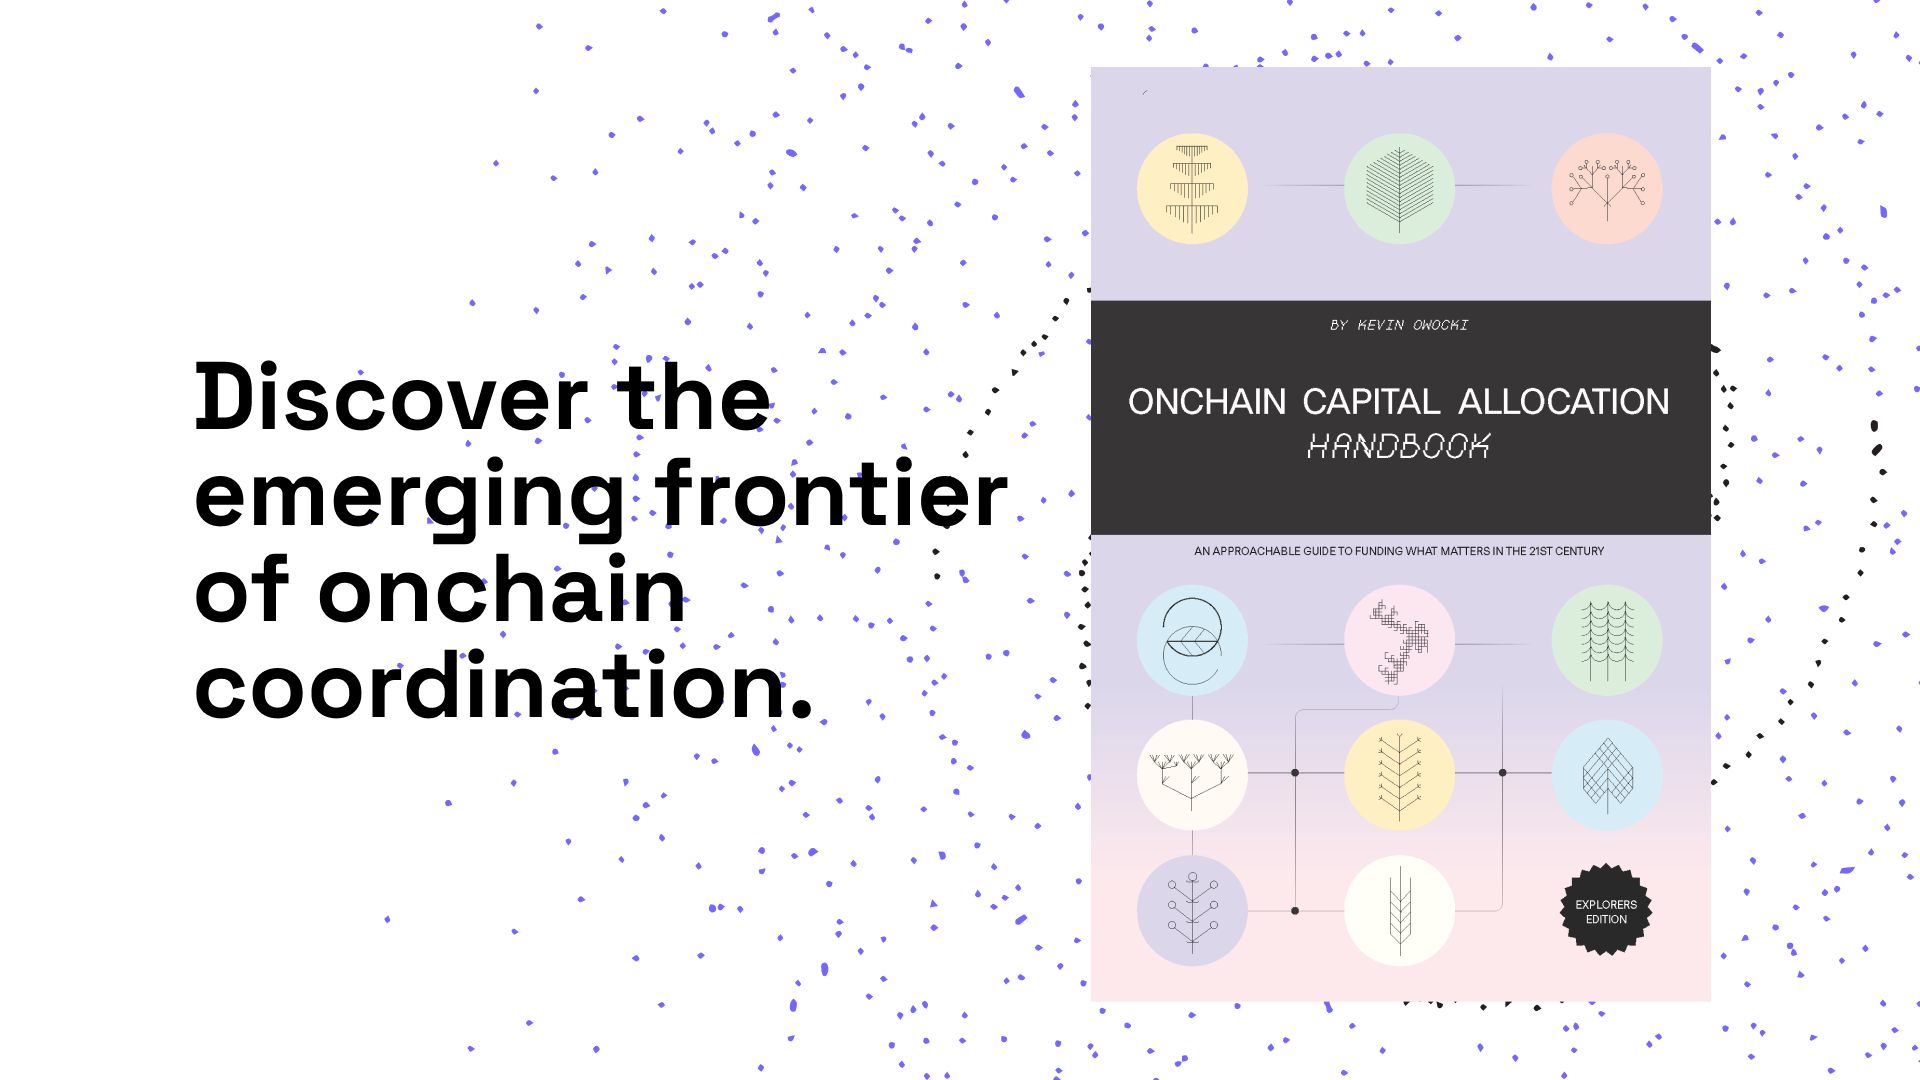 Discover the
emerging frontier
of onchain
coordination.
BY KEVIN OWOCKI
ONCHAIN CAPITAL ALLOCATION
HANDBOOK
AN APPROACHABLE GUIDE TO FUNDING WHAT MATTERS IN THE 21ST CENTURY
EXPLORERS
EDITION